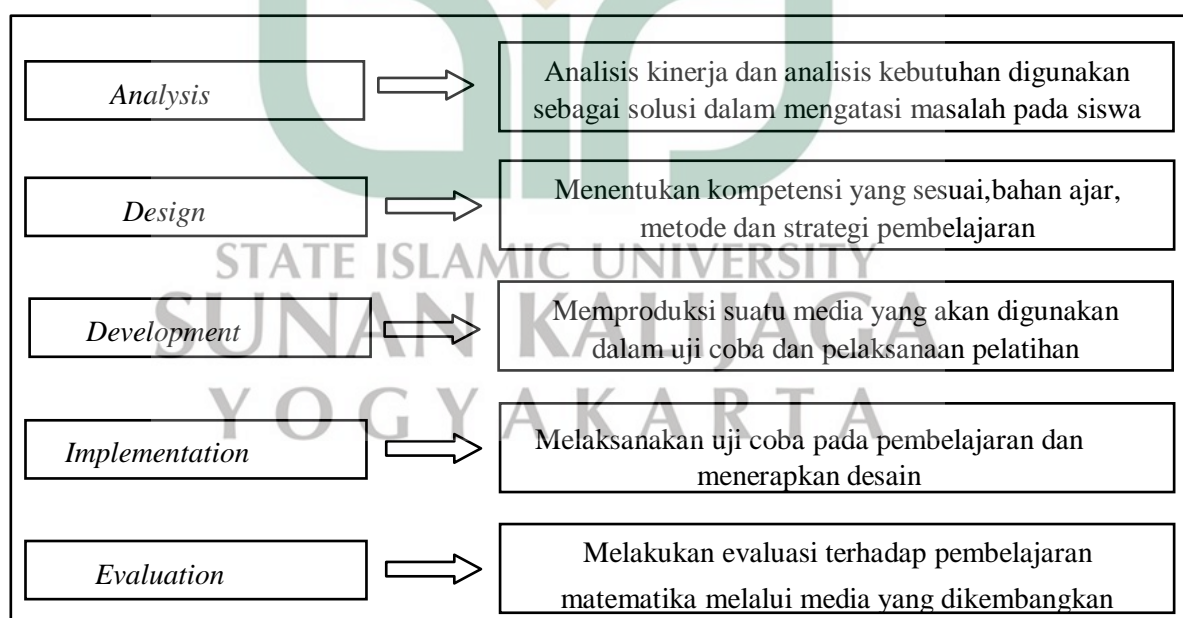 Analysis
Analisis kinerja dan analisis kebutuhan digunakan
sebagai solusi dalam mengatasi masalah pada siswa
Design
Menentukan kompetensi yang sesuai,bahan ajar,
metode dan strategi pembelajaran
STATE ISLAMIC UNIVERSITY
SUNAN KALIJAGA
Development
Memproduksi suatu media yang akan digunakan
dalam uji coba dan pelaksanaan pelatihan
YOGYAKARTA
Implementation
Melaksanakan uji coba pada pembelajaran dan
menerapkan desain
Evaluation
Melakukan evaluasi terhadap pembelajaran
matematika melalui media yang dikembangkan